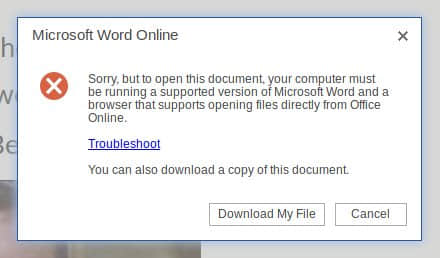 Microsoft Word Online
Sorry, but to open this document, your computer must
be running a supported version of Microsoft Word and a
browser that supports opening files directly from Office
Online.
Troubleshoot
You can also download a copy of this document.
Download My File
Cancel